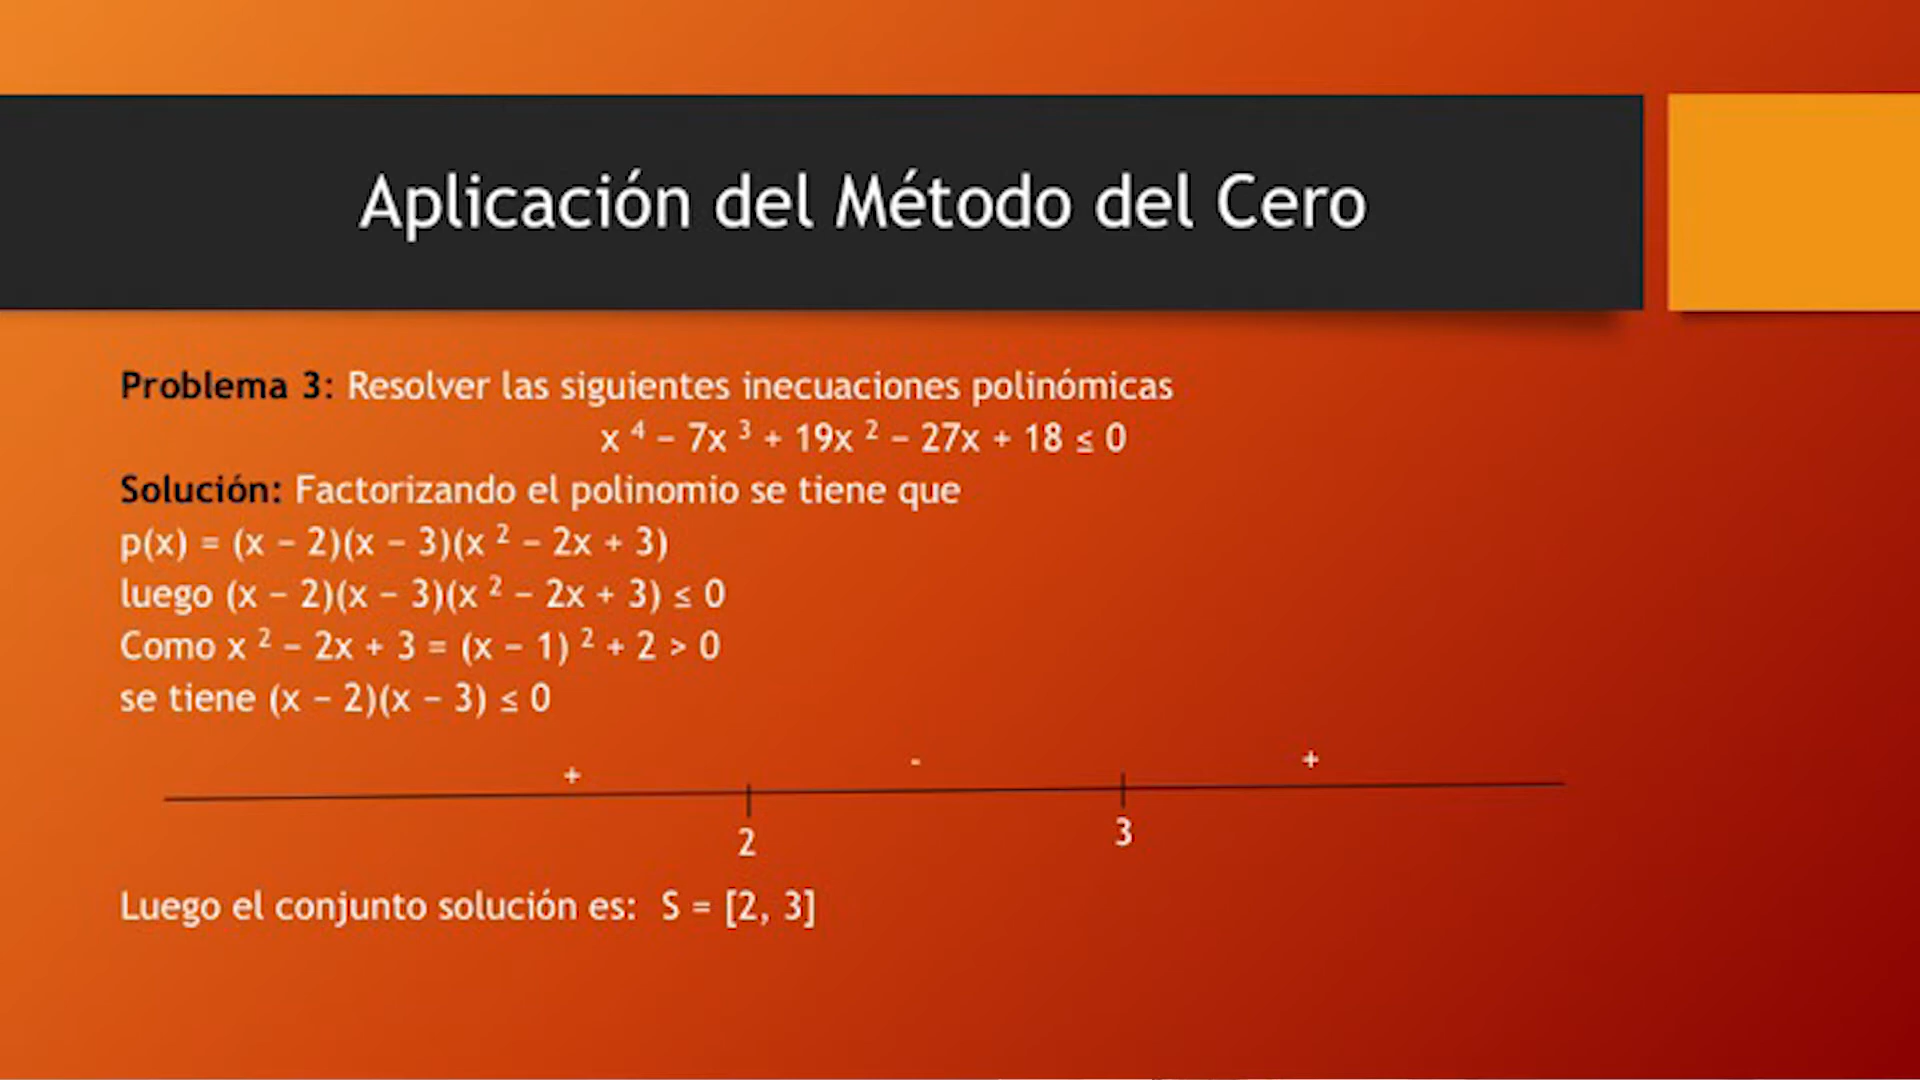 Aplicación del Método del Cero
Problema 3: Resolver las siguientes inecuaciones polinómicas
x ⁴ – 7x ³ + 19x ² – 27x + 18 ≤ 0
Solución: Factorizando el polinomio se tiene que
p(x) = (x – 2)(x – 3)(x ² – 2x + 3)
luego (x – 2)(x – 3)(x ² – 2x + 3) ≤ 0
Como x ² – 2x + 3 = (x – 1) ² + 2 > 0
se tiene (x – 2)(x – 3) ≤ 0
+ - +
2 3
Luego el conjunto solución es: S = [2, 3]